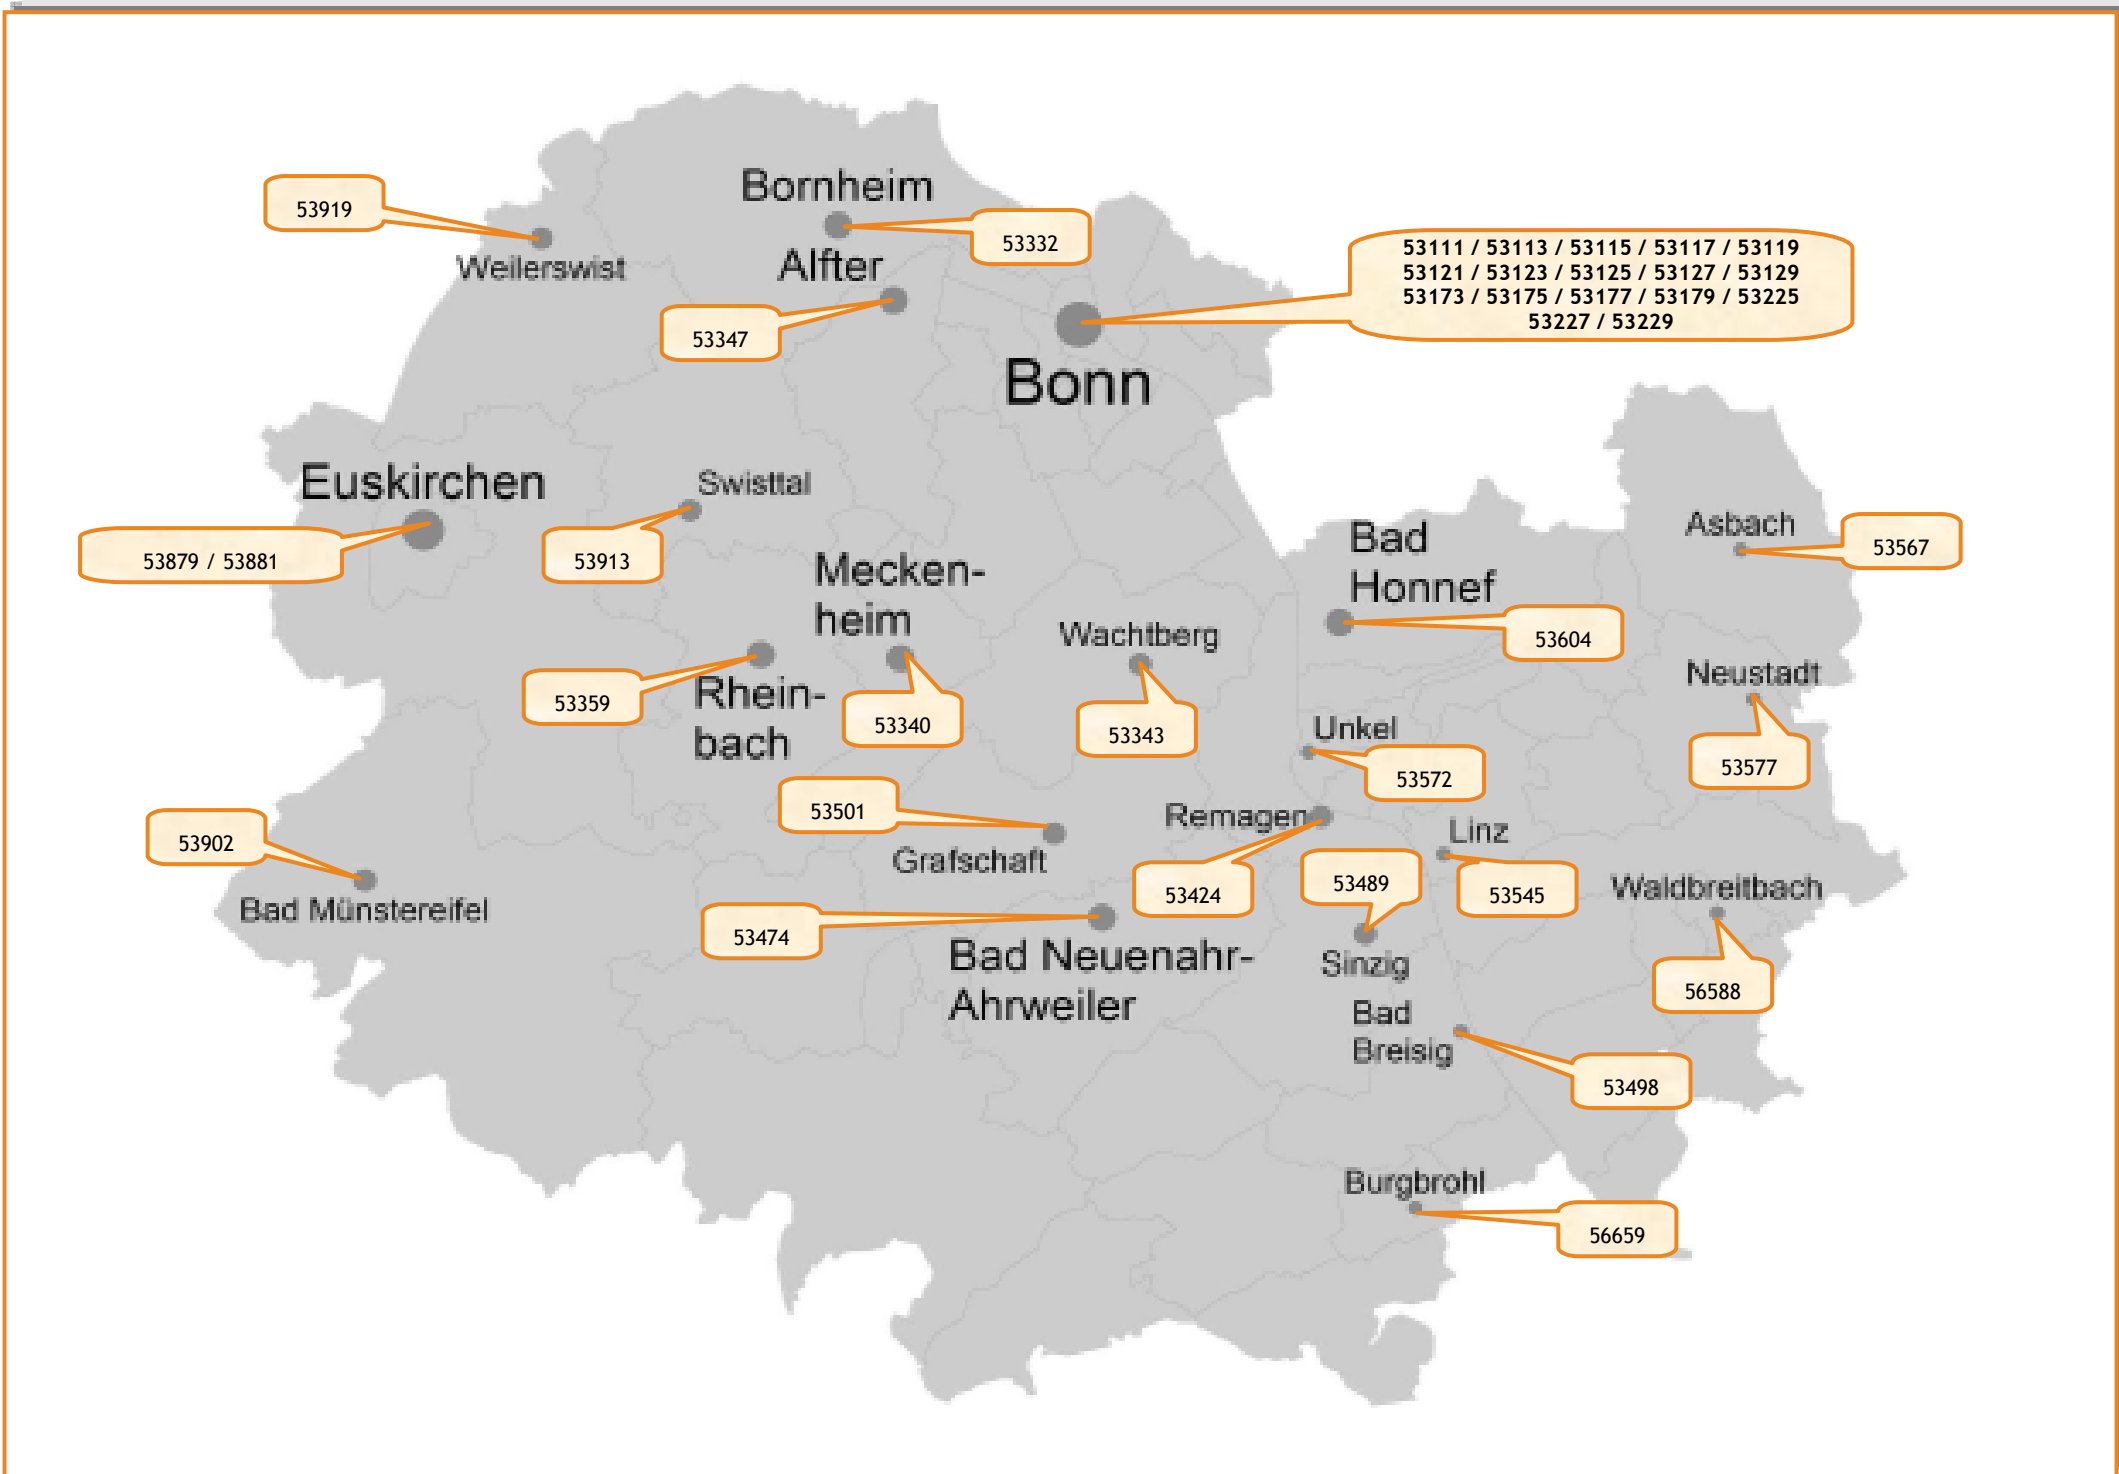 Bornheim
53919
53332
53111 / 53113 / 53115 / 53117 / 53119
53121 / 53123 / 53125 / 53127 / 53129
53173 / 53175 / 53177 / 53179 / 53225
53227 / 53229
Weilerswist
Alfter
53347
Bonn
Euskirchen
Swisttal
53879 / 53881
53913
Bad
Honnef
Asbach
53567
Mecken-
heim
Wachtberg
53604
Neustadt
53359
Rhein-
bach
53340
53343
Unkel
53572
53577
53501
Remagen
Linz
53902
Grafschaft
53424
53489
53545
Waldbreitbach
Bad Münstereifel
53474
Bad Neuenahr-
Ahrweiler
Sinzig
56588
Bad
Breisig
53498
Burgbrohl
56659